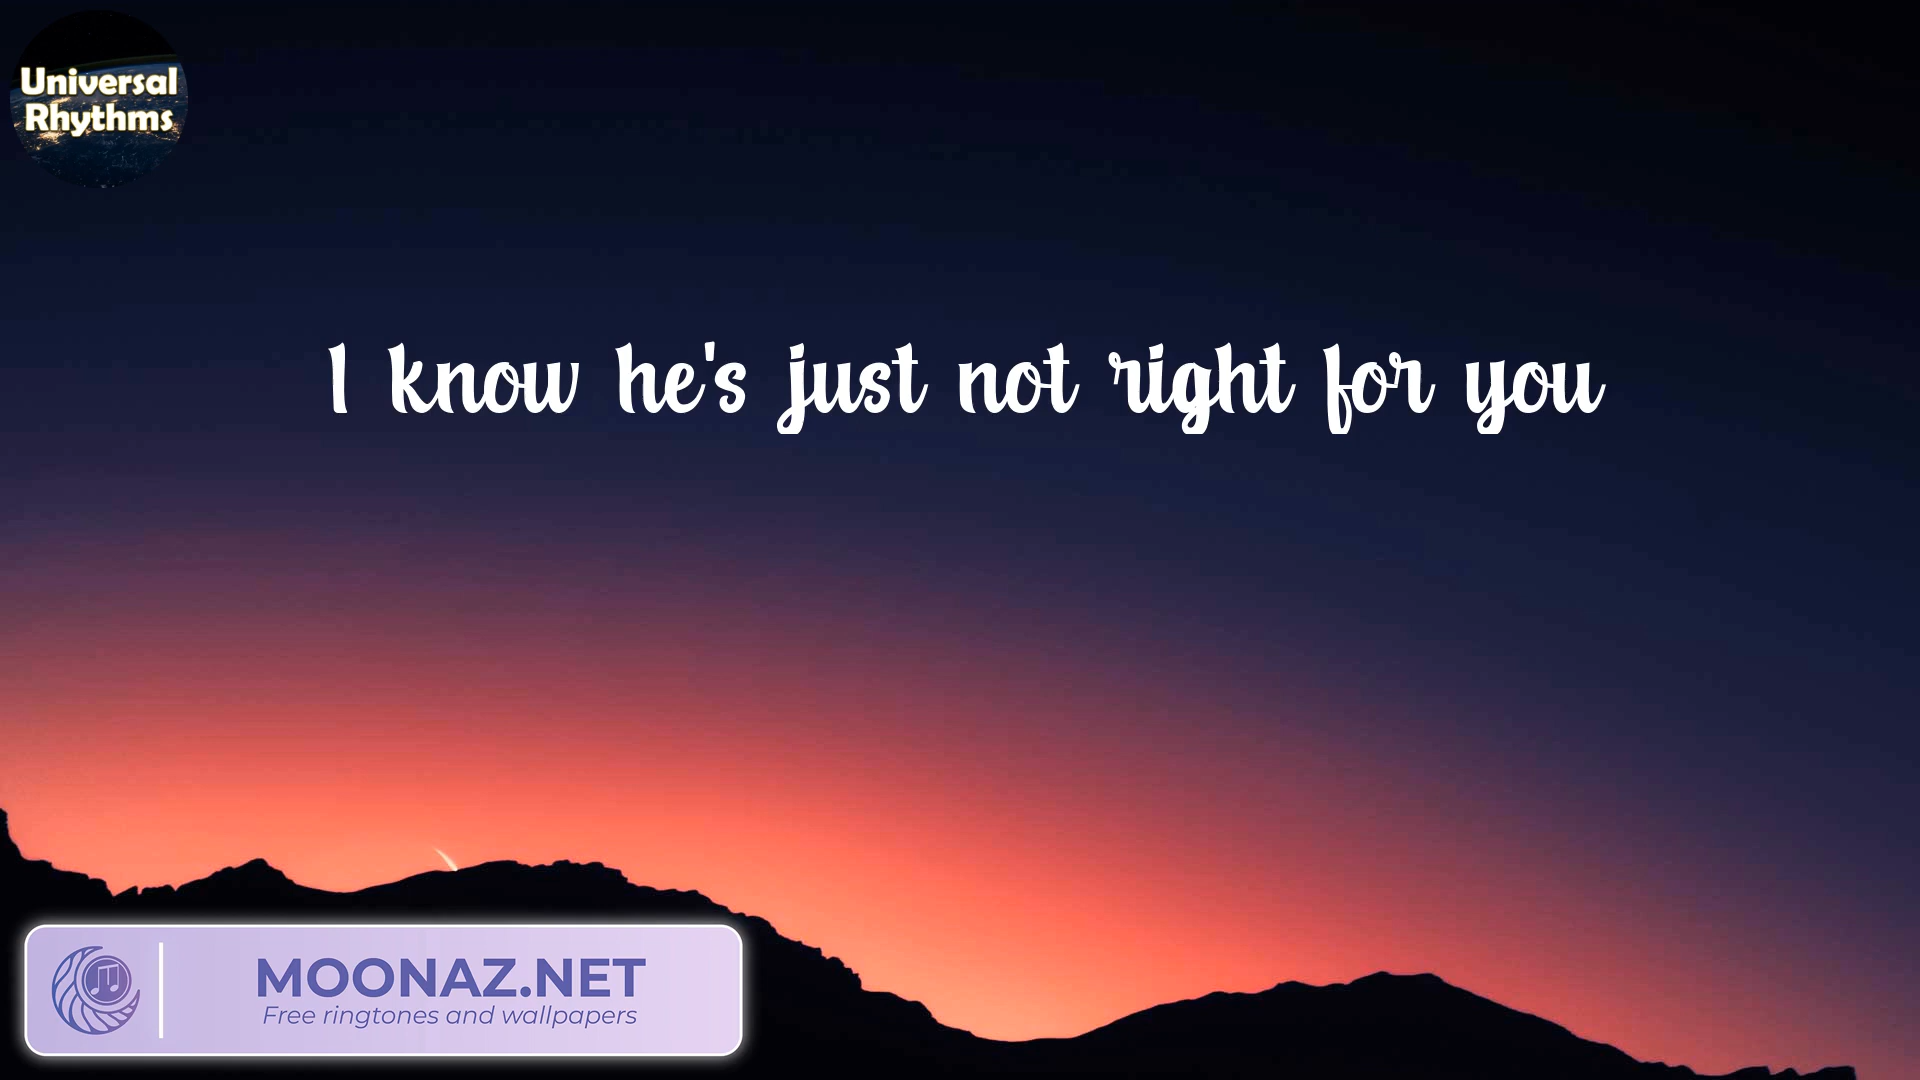 Universal
Rhythms
I know he's just not right for you
MOONAZ.NET
Free ringtones and wallpapers